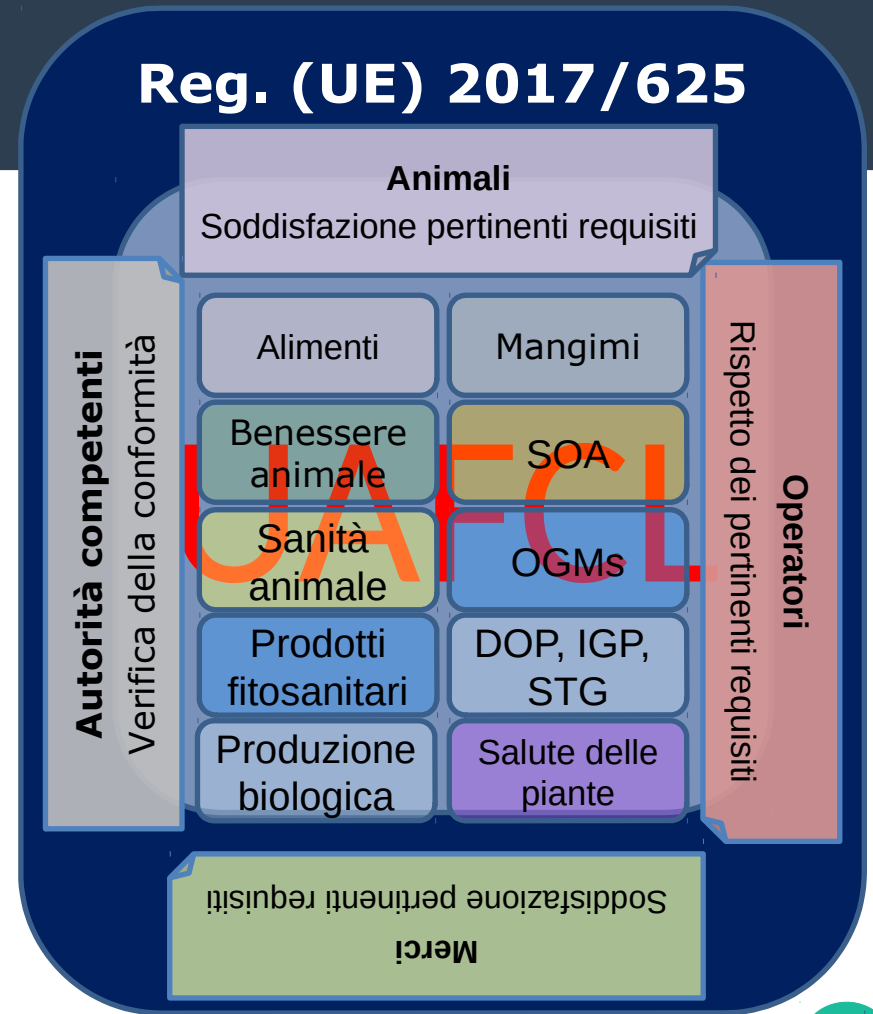 Reg. (UE) 2017/625
Animali
Soddisfazione pertinenti requisiti
Autorità competenti
Verifica della conformità
Alimenti
Mangimi
Benessere
animale
SOA
UAFCL
Sanità
animale
OGMs
Prodotti
fitosanitari
DOP, IGP,
STG
Produzione
biologica
Salute delle
piante
Operatori
Rispetto dei pertinenti requisiti
Merci
Soddisfazione pertinenti requisiti